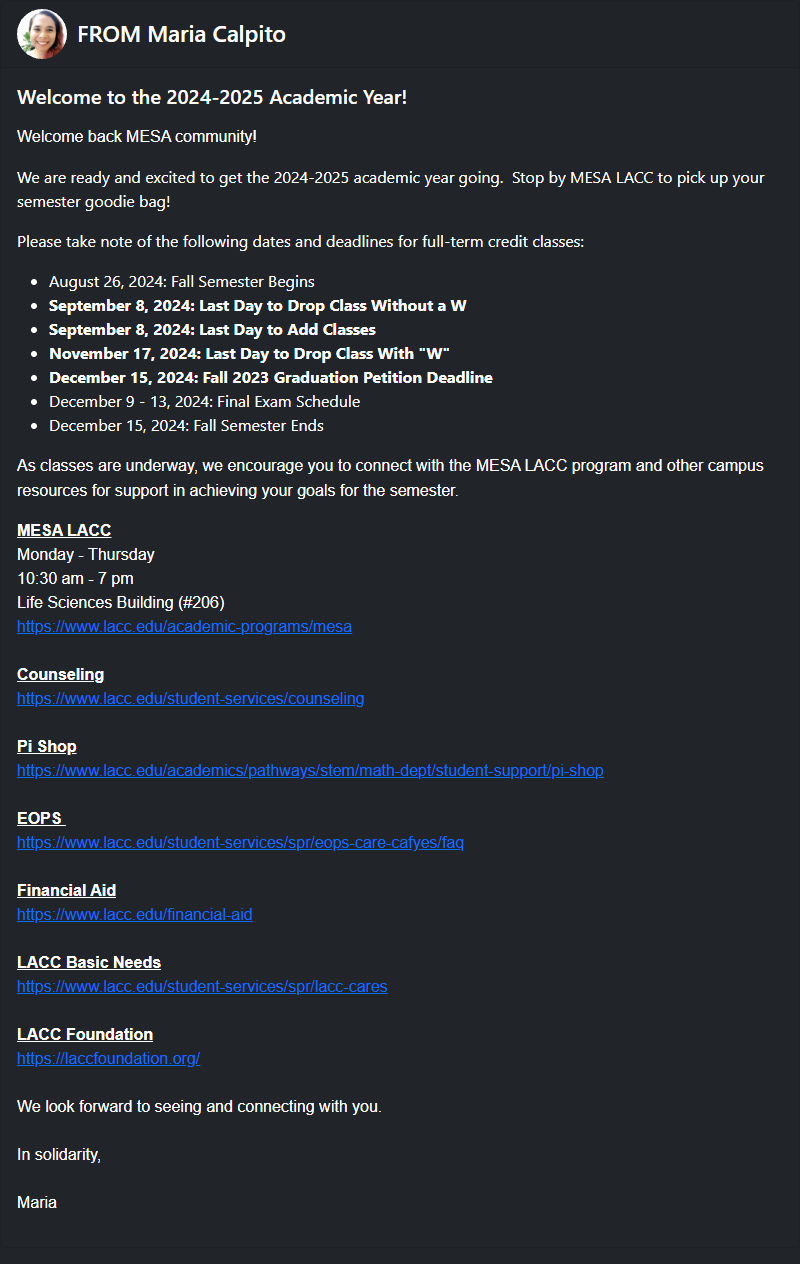 FROM Maria Calpito
Welcome to the 2024-2025 Academic Year!
Welcome back MESA community!
We are ready and excited to get the 2024-2025 academic year going.  Stop by MESA LACC to pick up your
semester goodie bag!
Please take note of the following dates and deadlines for full-term credit classes:
• August 26, 2024: Fall Semester Begins
• September 8, 2024: Last Day to Drop Class Without a W
• September 8, 2024: Last Day to Add Classes
• November 17, 2024: Last Day to Drop Class With "W"
• December 15, 2024: Fall 2023 Graduation Petition Deadline
• December 9 - 13, 2024: Final Exam Schedule
• December 15, 2024: Fall Semester Ends
As classes are underway, we encourage you to connect with the MESA LACC program and other campus
resources for support in achieving your goals for the semester.
MESA LACC
Monday - Thursday
10:30 am - 7 pm
Life Sciences Building (#206)
https://www.lacc.edu/academic-programs/mesa
Counseling
https://www.lacc.edu/student-services/counseling
Pi Shop
https://www.lacc.edu/academics/pathways/stem/math-dept/student-support/pi-shop
EOPS
https://www.lacc.edu/student-services/spr/eops-care-cafyes/faq
Financial Aid
https://www.lacc.edu/financial-aid
LACC Basic Needs
https://www.lacc.edu/student-services/spr/lacc-cares
LACC Foundation
https://laccfoundation.org/
We look forward to seeing and connecting with you.
In solidarity,
Maria